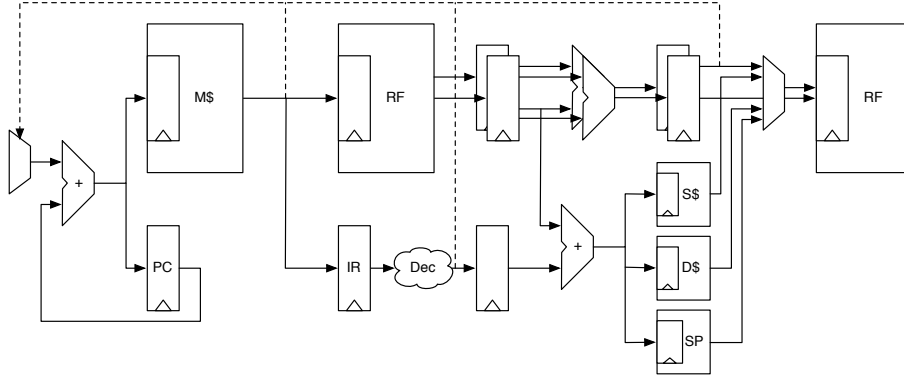 M$
RF
RF
+
S$
PC
IR
Dec
+
D$
SP